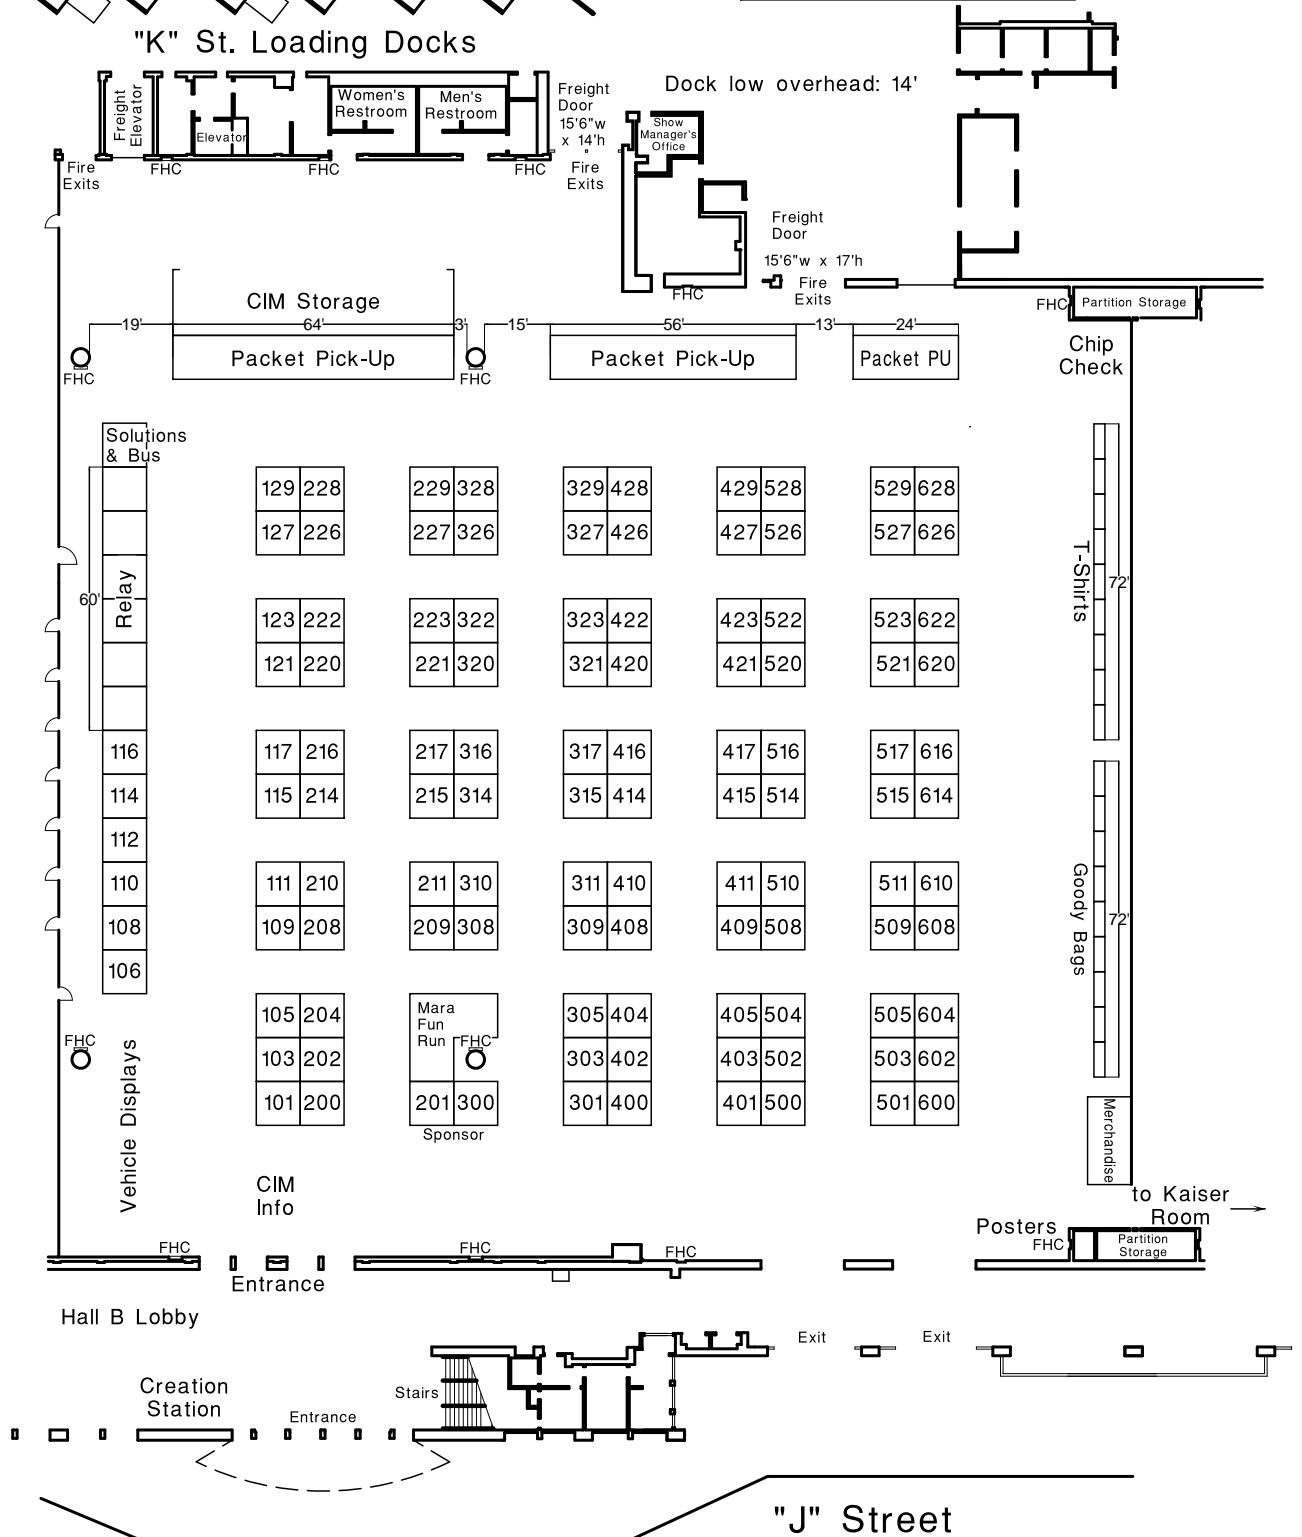 "K" St. Loading Docks
Dock low overhead: 14'
Freight
Elevator
Elevator
Women's
Restroom
Men's
Restroom
Freight
Door
15'6"w
x 14'h
Show
Manager's
Office
Fire
Exits
FHC
FHC
FHC
Fire
Exits
Freight
Door
15'6"w x 17'h
Fire
Exits
FHC
FHC
Partition Storage
CIM Storage
19'
64'
3'
15'
56'
13'
24'
Packet Pick-Up
Packet Pick-Up
Packet PU
FHC
FHC
Chip
Check
Solutions
& Bus
129 228 229 328 329 428 429 528 529 628
127 226 227 326 327 426 427 526 527 626
Relay
60'
T-Shirts
72'
123 222 223 322 323 422 423 522 523 622
121 220 221 320 321 420 421 520 521 620
116 117 216 217 316 317 416 417 516 517 616
114 115 214 215 314 315 414 415 514 515 614
112
110 111 210 211 310 311 410 411 510 511 610
108 109 208 209 308 309 408 409 508 509 608
106
Goody Bags
72'
105 204
Mara
Fun
Run
FHC
305 404 405 504 505 604
FHC
103 202 303 402 403 502 503 602
101 200 201 300 301 400 401 500 501 600
Sponsor
Vehicle Displays
Merchandise
CIM
Info
to Kaiser
Room
Posters
FHC
Partition
Storage
FHC
FHC
FHC
Entrance
Hall B Lobby
Exit
Exit
Creation
Station
Stairs
Entrance
"J" Street